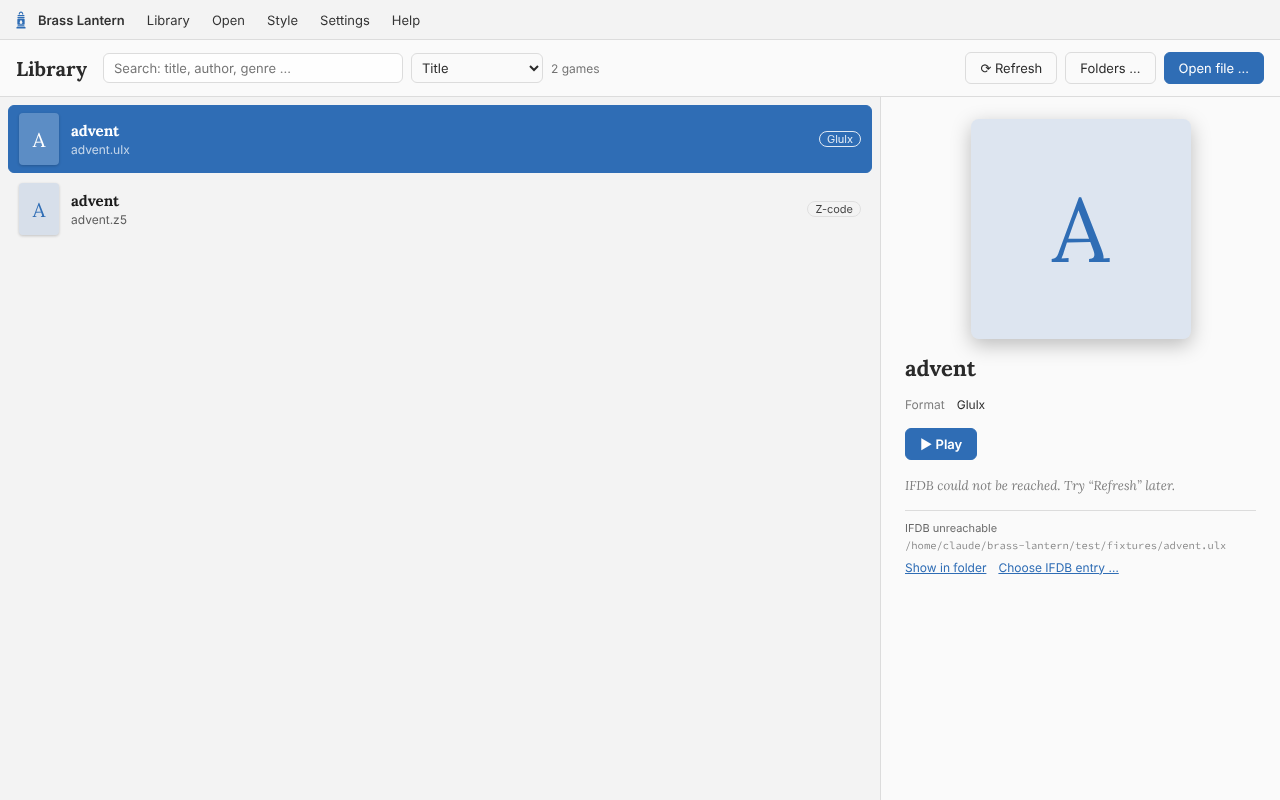 Brass Lantern Library Open Style Settings Help
Library Search: title, author, genre ... Title 2 games ⟳ Refresh Folders ... Open file ...
A advent Glulx
advent.ulx
A advent Z-code
advent.z5
A
advent
Format Glulx
▶ Play
IFDB could not be reached. Try “Refresh” later.
IFDB unreachable
/home/claude/brass-lantern/test/fixtures/advent.ulx
Show in folder Choose IFDB entry ...